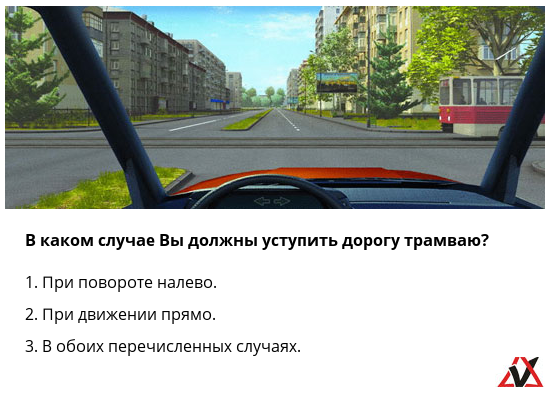 В каком случае Вы должны уступить дорогу трамваю?
1. При повороте налево.
2. При движении прямо.
3. В обоих перечисленных случаях.